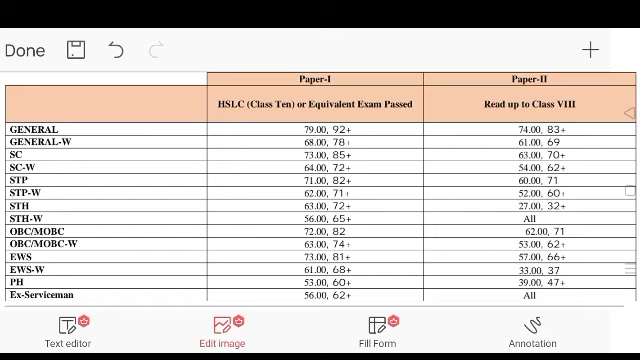 Done
Paper-I Paper-II
HSLC (Class Ten) or Equivalent Exam Passed Read up to Class VIII
GENERAL 79.00, 92+ 74.00, 83+
GENERAL-W 68.00, 78+ 61.00, 69
SC 73.00, 85+ 63.00, 70+
SC-W 64.00, 72+ 54.00, 62+
STP 71.00, 82+ 60.00, 71
STP-W 62.00, 71+ 52.00, 60+
STH 63.00, 72+ 27.00, 32+
STH-W 56.00, 65+ All
OBC/MOBC 72.00, 82 62.00, 71
OBC/MOBC-W 63.00, 74+ 53.00, 62+
EWS 73.00, 81+ 57.00, 66+
EWS-W 61.00, 68+ 33.00, 37
PH 53.00, 60+ 39.00, 47+
Ex-Serviceman 56.00, 62+ All
Text editor Edit image Fill Form Annotation